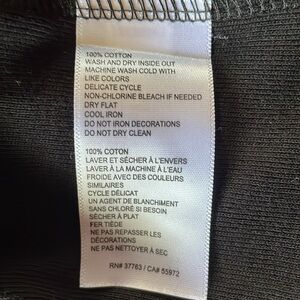 100% COTTON
WASH AND DRY INSIDE OUT
MACHINE WASH COLD WITH
LIKE COLORS
DELICATE CYCLE
NON-CHLORINE BLEACH IF NEEDED
DRY FLAT
COOL IRON
DO NOT IRON DECORATIONS
DO NOT DRY CLEAN
100% COTON
LAVER ET SÉCHER À L'ENVERS
LAVER À LA MACHINE À L'EAU
FROIDE AVEC DES COULEURS
SIMILAIRES
CYCLE DÉLICAT
UN AGENT DE BLANCHIMENT
SANS CHLORE SI BESOIN
SÉCHER À PLAT
FER TIÈDE
NE PAS REPASSER LES
DÉCORATIONS
NE PAS NETTOYER À SEC
RN# 37763 / CA# 55972